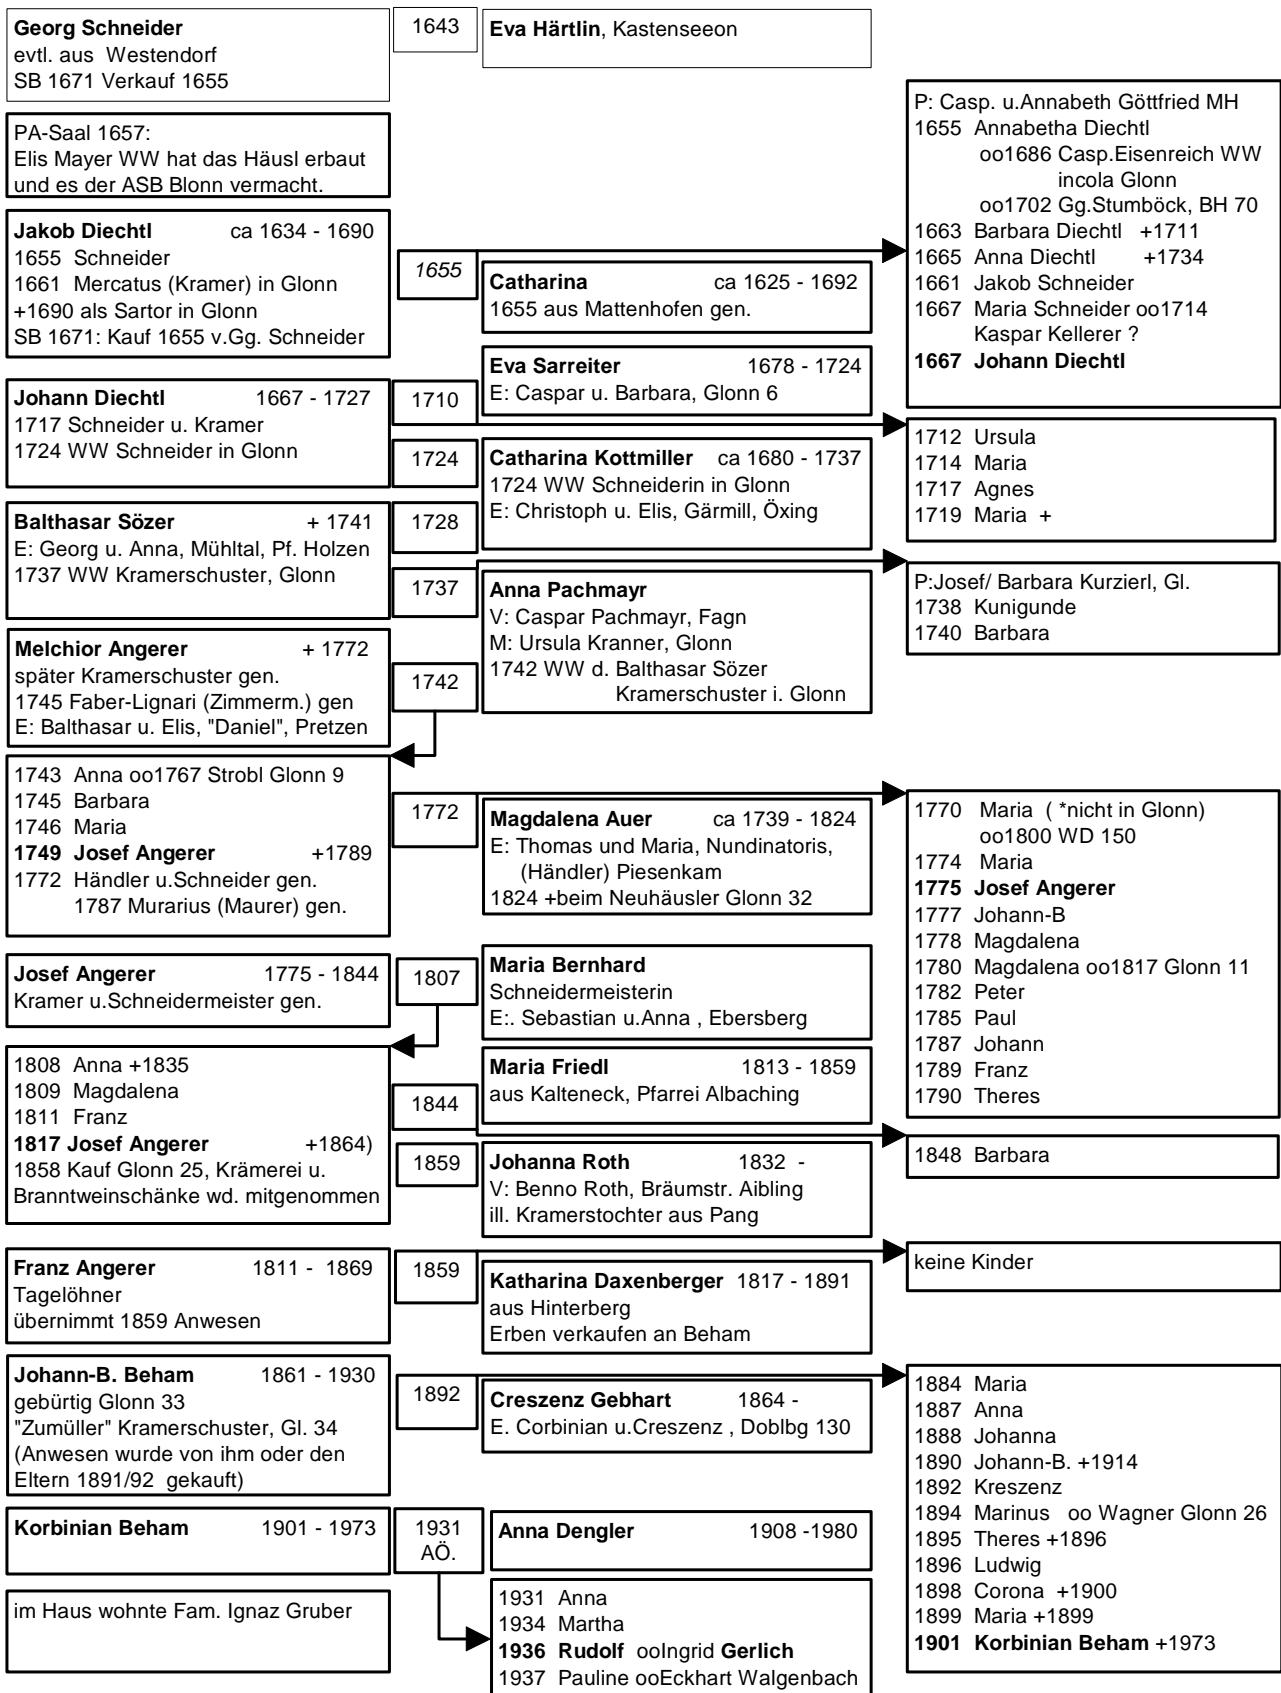 Georg Schneider
evtl. aus Westendorf
SB 1671 Verkauf 1655
1643
Eva Härtlin, Kastenseeon
PA-Saal 1657:
Elis Mayer WW hat das Häusl erbaut
und es der ASB Blonn vermacht.
Jakob Diechtl ca 1634 - 1690
1655 Schneider
1661 Mercatus (Kramer) in Glonn
+1690 als Sartor in Glonn
SB 1671: Kauf 1655 v.Gg. Schneider
1655
Catharina ca 1625 - 1692
1655 aus Mattenhofen gen.
P: Casp. u.Annabeth Göttfried MH
1655 Annabetha Diechtl
oo1686 Casp.Eisenreich WW
incola Glonn
oo1702 Gg.Stumböck, BH 70
1663 Barbara Diechtl +1711
1665 Anna Diechtl +1734
1661 Jakob Schneider
1667 Maria Schneider oo1714
Kaspar Kellerer ?
1667 Johann Diechtl
Johann Diechtl 1667 - 1727
1717 Schneider u. Kramer
1724 WW Schneider in Glonn
1710
Eva Sarreiter 1678 - 1724
E: Caspar u. Barbara, Glonn 6
1712 Ursula
1714 Maria
1717 Agnes
1719 Maria +
1724
Catharina Kottmiller ca 1680 - 1737
1724 WW Schneiderin in Glonn
E: Christoph u. Elis, Gärmill, Öxing
Balthasar Sözer + 1741
E: Georg u. Anna, Mühltal, Pf. Holzen
1737 WW Kramerschuster, Glonn
1728
1737
Anna Pachmayr
V: Caspar Pachmayr, Fagn
M: Ursula Kranner, Glonn
1742 WW d. Balthasar Sözer
Kramerschuster i. Glonn
P:Josef/ Barbara Kurzierl, Gl.
1738 Kunigunde
1740 Barbara
Melchior Angerer + 1772
später Kramerschuster gen.
1745 Faber-Lignari (Zimmerm.) gen
E: Balthasar u. Elis, "Daniel", Pretzen
1742
1743 Anna oo1767 Strobl Glonn 9
1745 Barbara
1746 Maria
1749 Josef Angerer +1789
1772 Händler u.Schneider gen.
1787 Murarius (Maurer) gen.
1772
Magdalena Auer ca 1739 - 1824
E: Thomas und Maria, Nundinatoris,
(Händler) Piesenkam
1824 +beim Neuhäusler Glonn 32
1770 Maria ( *nicht in Glonn)
oo1800 WD 150
1774 Maria
1775 Josef Angerer
1777 Johann-B
1778 Magdalena
1780 Magdalena oo1817 Glonn 11
1782 Peter
1785 Paul
1787 Johann
1789 Franz
1790 Theres
Josef Angerer 1775 - 1844
Kramer u.Schneidermeister gen.
1807
Maria Bernhard
Schneidermeisterin
E:. Sebastian u.Anna , Ebersberg
1808 Anna +1835
1809 Magdalena
1811 Franz
1817 Josef Angerer +1864)
1858 Kauf Glonn 25, Krämerei u.
Branntweinschänke wd. mitgenommen
1844
Maria Friedl 1813 - 1859
aus Kalteneck, Pfarrei Albaching
1848 Barbara
1859
Johanna Roth 1832 -
V: Benno Roth, Bräumstr. Aibling
ill. Kramerstochter aus Pang
Franz Angerer 1811 - 1869
Tagelöhner
übernimmt 1859 Anwesen
1859
Katharina Daxenberger 1817 - 1891
aus Hinterberg
Erben verkaufen an Beham
keine Kinder
Johann-B. Beham 1861 - 1930
gebürtig Glonn 33
"Zumüller" Kramerschuster, Gl. 34
(Anwesen wurde von ihm oder den
Eltern 1891/92 gekauft)
1892
Creszenz Gebhart 1864 -
E. Corbinian u.Creszenz , Doblbg 130
1884 Maria
1887 Anna
1888 Johanna
1890 Johann-B. +1914
1892 Kreszenz
1894 Marinus oo Wagner Glonn 26
1895 Theres +1896
1896 Ludwig
1898 Corona +1900
1899 Maria +1899
1901 Korbinian Beham +1973
Korbinian Beham 1901 - 1973
1931
AÖ.
Anna Dengler 1908 -1980
im Haus wohnte Fam. Ignaz Gruber
1931 Anna
1934 Martha
1936 Rudolf ooIngrid Gerlich
1937 Pauline ooEckhart Walgenbach